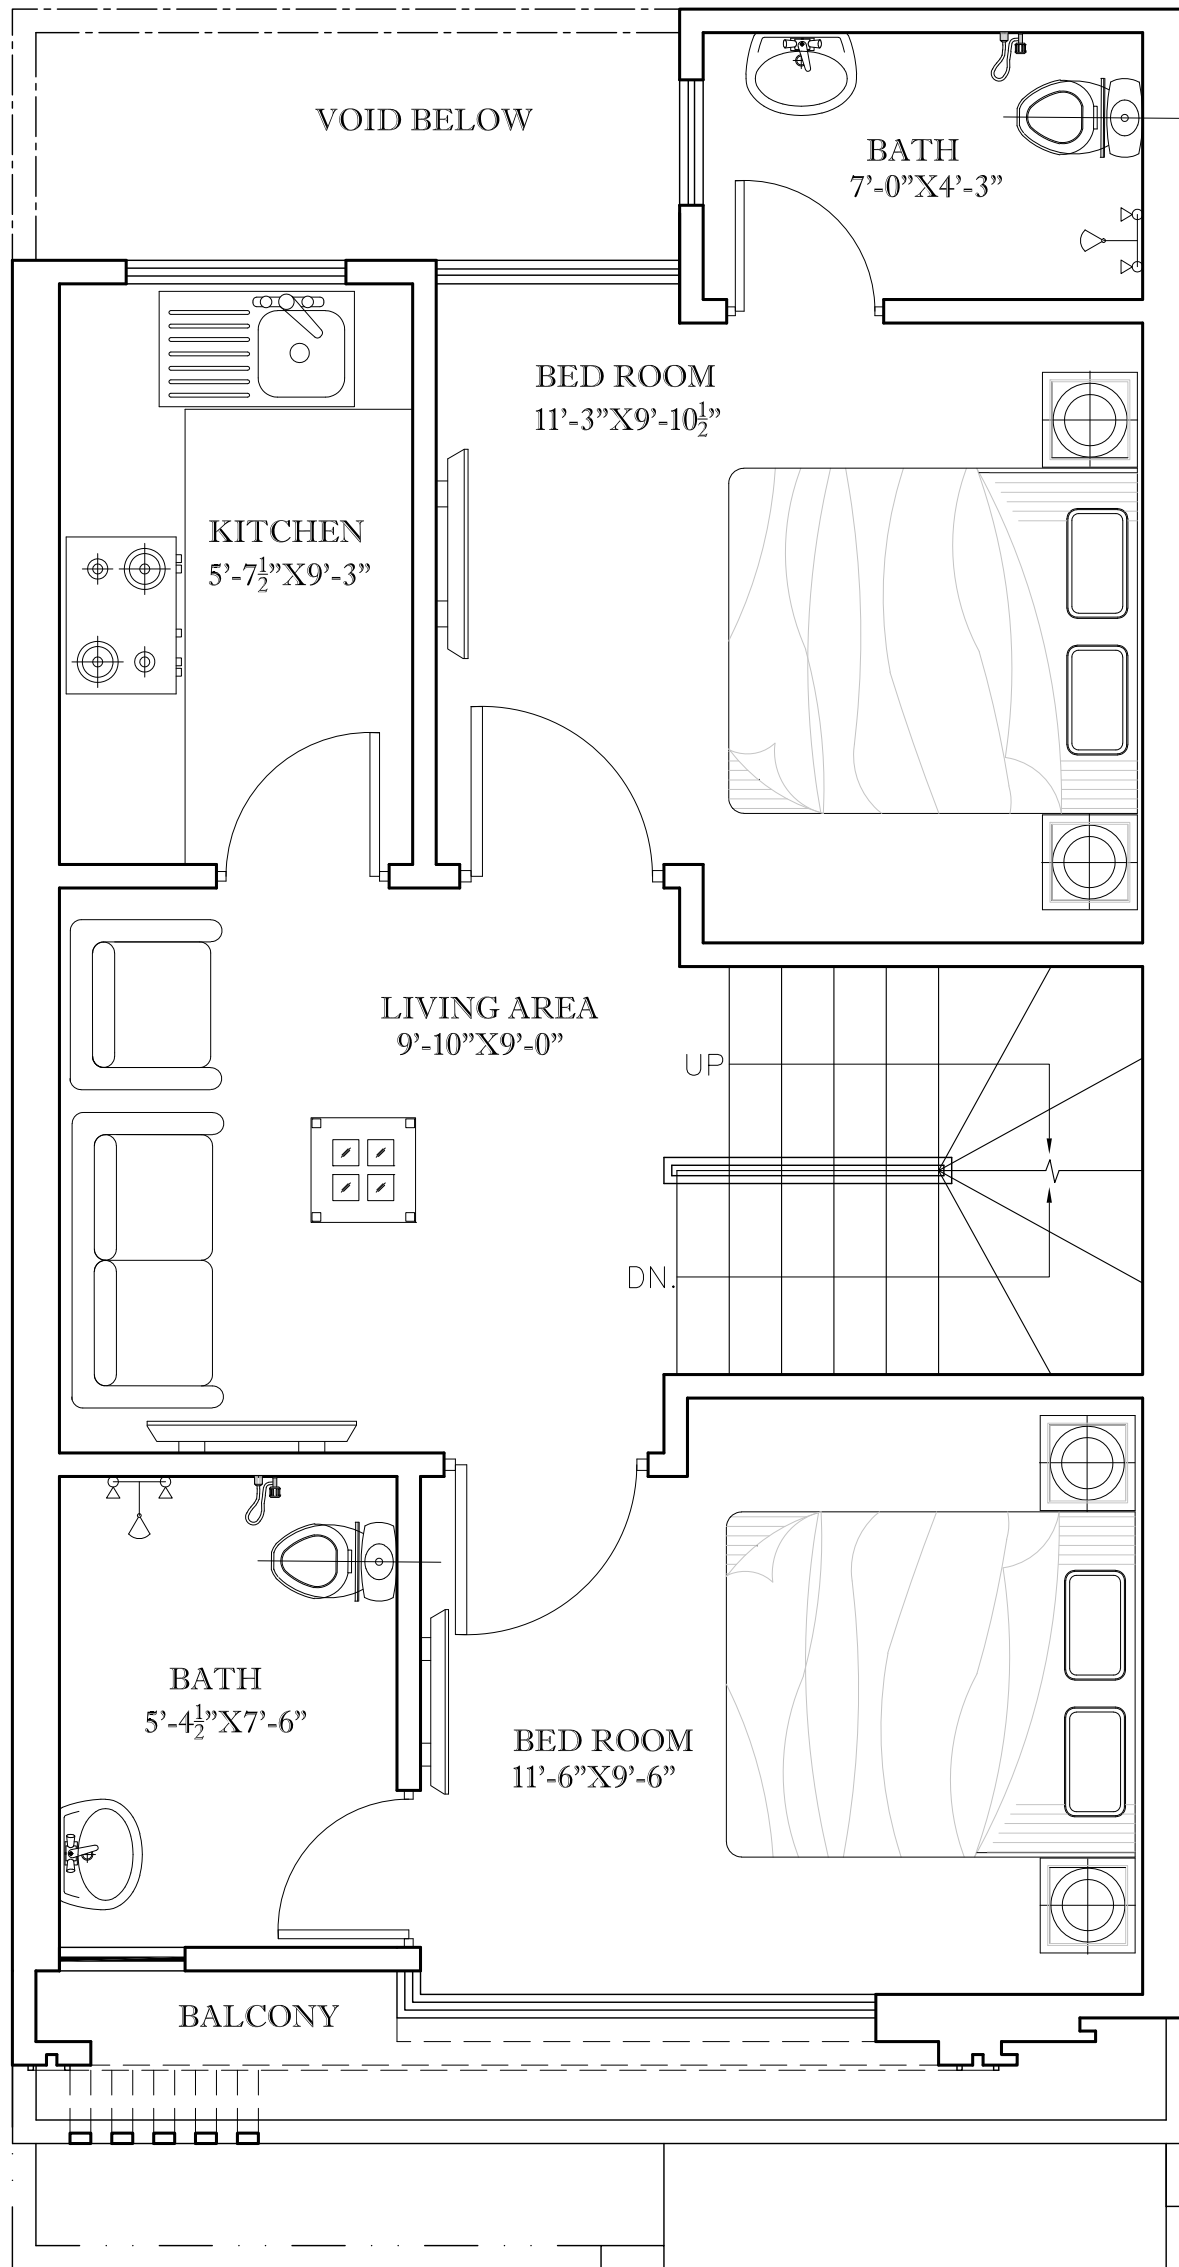 VOID BELOW
BATH
7'-0”X4'-3”
BED ROOM
11'-3”X9'-10½”
KITCHEN
5'-7½”X9'-3”
LIVING AREA
9'-10”X9'-0”
UP
DN.
BATH
5'-4½”X7'-6”
BED ROOM
11'-6”X9'-6”
BALCONY